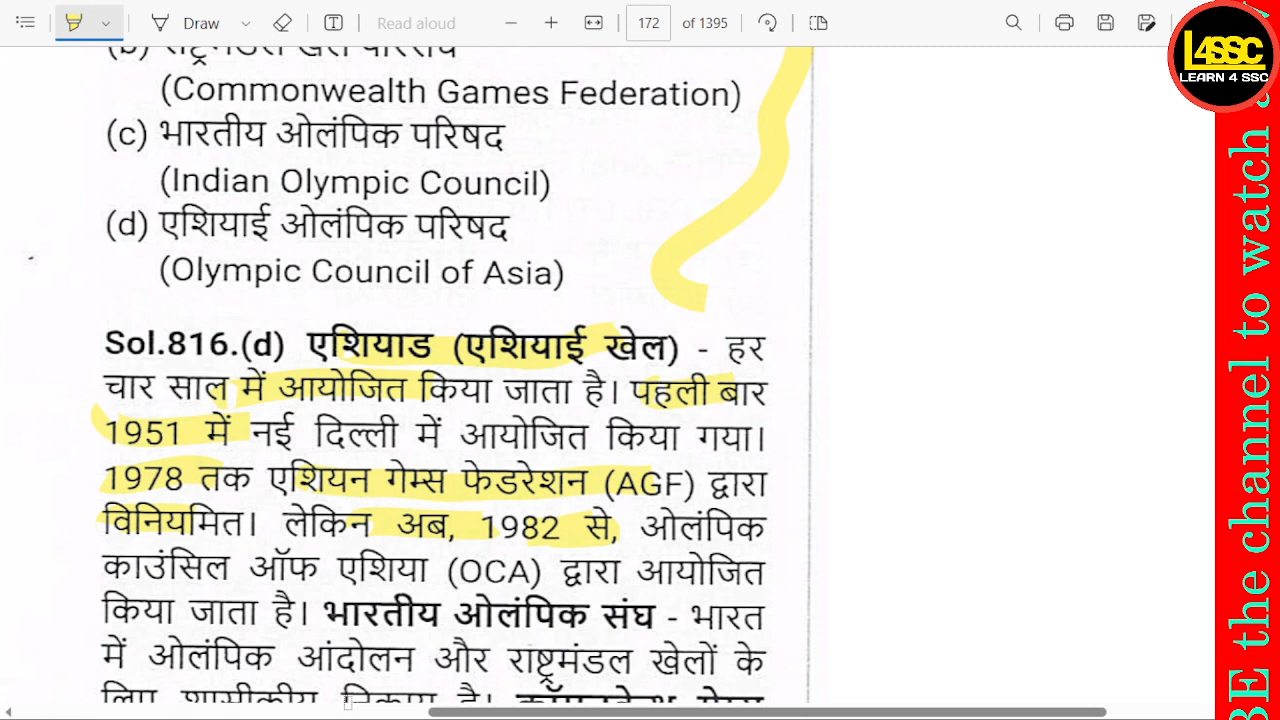 Draw
Read aloud
172 of 1395
L4SSC
LEARN 4 SSC
(b) राष्ट्रमंडल खेल परिसंघ
(Commonwealth Games Federation)
(c) भारतीय ओलंपिक परिषद
(Indian Olympic Council)
(d) एशियाई ओलंपिक परिषद
(Olympic Council of Asia)
Sol.816.(d) एशियाड (एशियाई खेल) - हर
चार साल में आयोजित किया जाता है। पहली बार
1951 में नई दिल्ली में आयोजित किया गया।
1978 तक एशियन गेम्स फेडरेशन (AGF) द्वारा
विनियमित। लेकिन अब, 1982 से, ओलंपिक
काउंसिल ऑफ एशिया (OCA) द्वारा आयोजित
किया जाता है। भारतीय ओलंपिक संघ - भारत
में ओलंपिक आंदोलन और राष्ट्रमंडल खेलों के
लिए शासीकीय निकाय है।
BE the channel to watch a